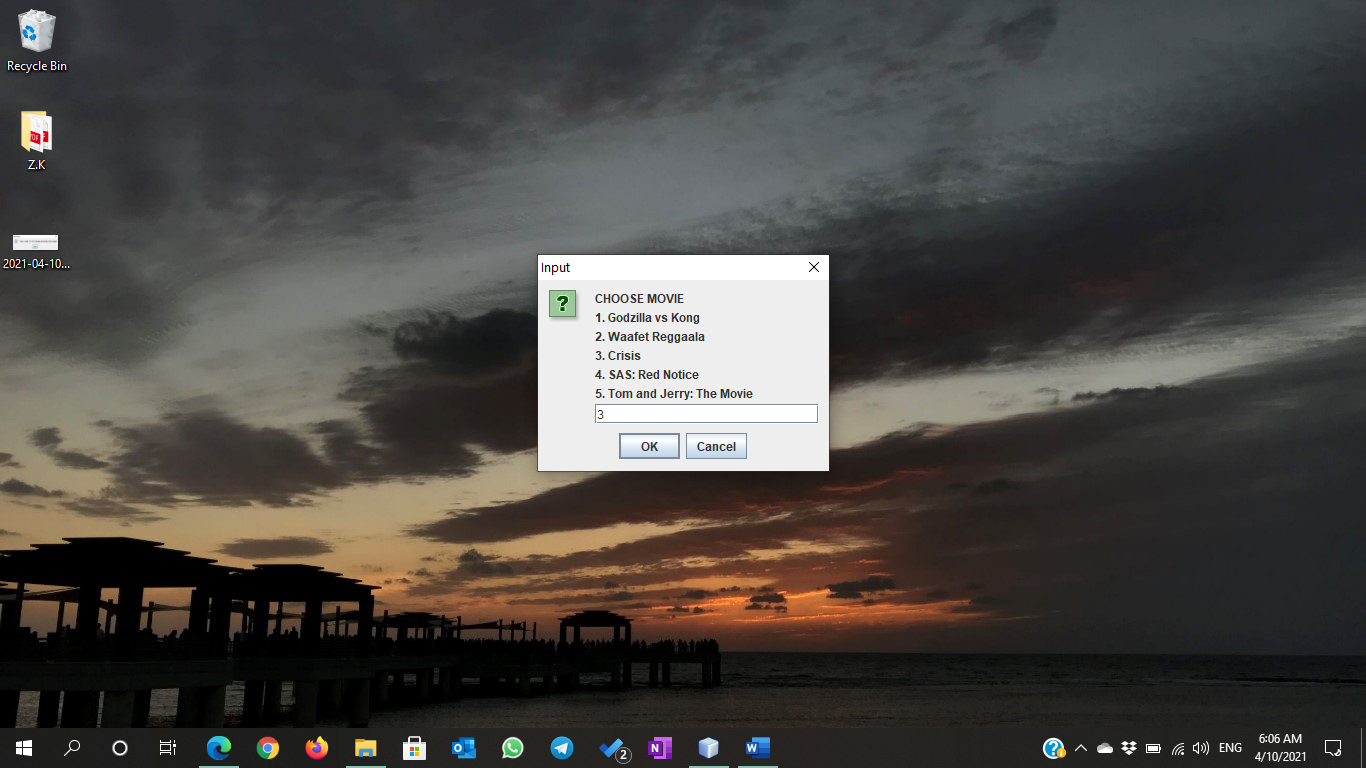 Recycle Bin
Z.K
2021-04-10...
Input
CHOOSE MOVIE
1. Godzilla vs Kong
2. Waafet Reggaala
3. Crisis
4. SAS: Red Notice
5. Tom and Jerry: The Movie
3
OK Cancel
2
ENG
6:06 AM
4/10/2021